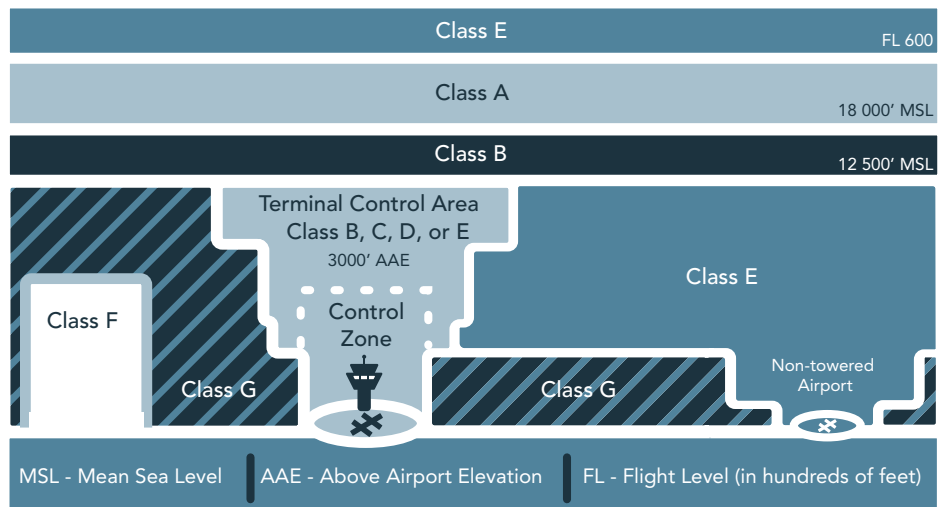 Class E
FL 600
Class A
18 000’ MSL
Class B
12 500’ MSL
Terminal Control Area
Class B, C, D, or E
3000’ AAE
Class E
Class F
Control
Zone
Non-towered
Airport
Class G
Class G
MSL - Mean Sea Level
AAE - Above Airport Elevation
FL - Flight Level (in hundreds of feet)